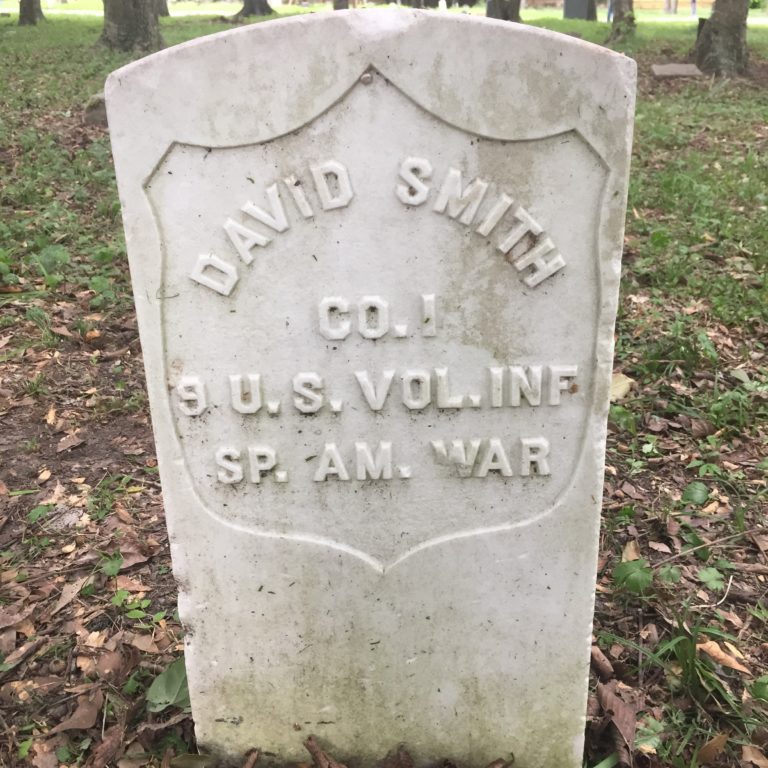 DAVID SMITH
CO. I
9 U.S. VOL. INF
SP. AM. WAR